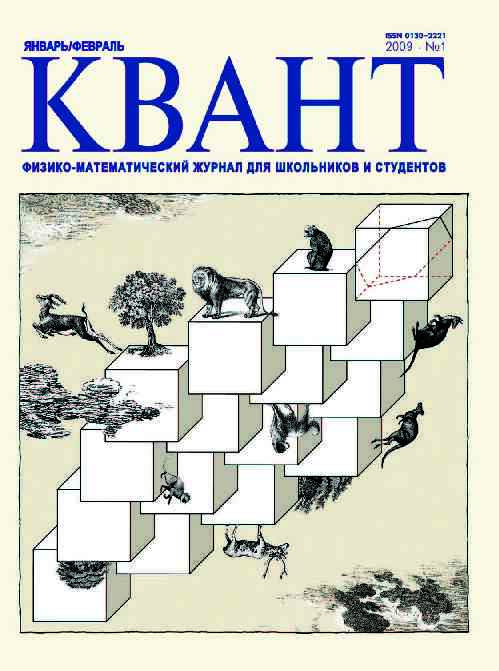 ISSN 0130–2221
ЯНВАРЬ/ФЕВРАЛЬ 2009 · №1
КВАНТ
ФИЗИКО-МАТЕМАТИЧЕСКИЙ ЖУРНАЛ ДЛЯ ШКОЛЬНИКОВ И СТУДЕНТОВ